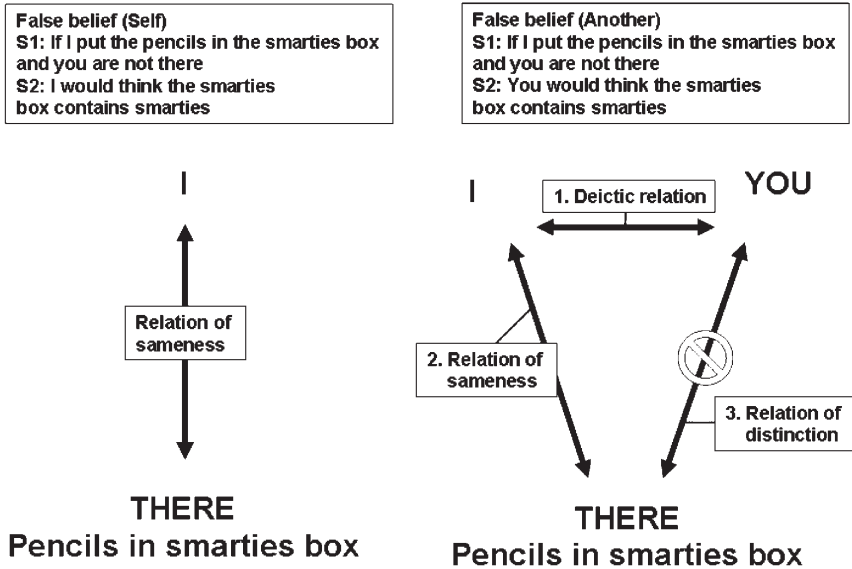 False belief (Self)
S1: If I put the pencils in the smarties box
and you are not there
S2: I would think the smarties
box contains smarties
I
Relation of
sameness
THERE
Pencils in smarties box
False belief (Another)
S1: If I put the pencils in the smarties box
and you are not there
S2: You would think the smarties
box contains smarties
I
1. Deictic relation
YOU
2. Relation of
sameness
3. Relation of
distinction
THERE
Pencils in smarties box